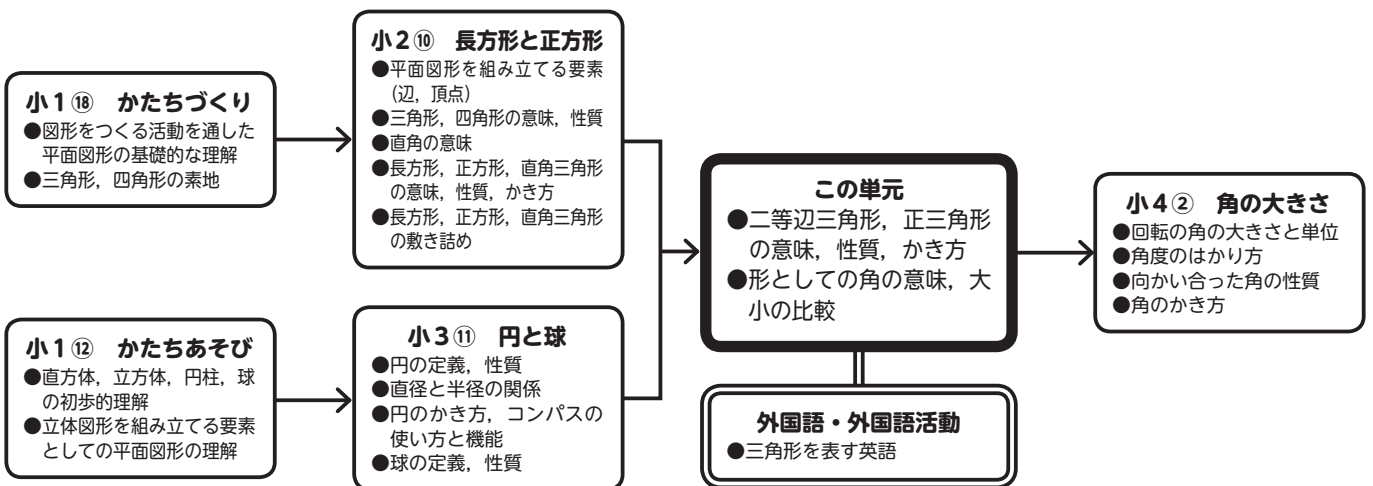 小1⑱ かたちづくり
●図形をつくる活動を通した
平面図形の基礎的な理解
●三角形，四角形の素地
小1⑫ かたちあそび
●直方体，立方体，円柱，球
の初歩的理解
●立体図形を組み立てる要素
としての平面図形の理解
小2⑩ 長方形と正方形
●平面図形を組み立てる要素
(辺，頂点)
●三角形，四角形の意味，性質
●直角の意味
●長方形，正方形，直角三角形
の意味，性質，かき方
●長方形，正方形，直角三角形
の敷き詰め
小3⑪ 円と球
●円の定義，性質
●直径と半径の関係
●円のかき方，コンパスの
使い方と機能
●球の定義，性質
この単元
●二等辺三角形，正三角形
の意味，性質，かき方
●形としての角の意味，大
小の比較
外国語・外国語活動
●三角形を表す英語
小4② 角の大きさ
●回転の角の大きさと単位
●角度のはかり方
●向かい合った角の性質
●角のかき方